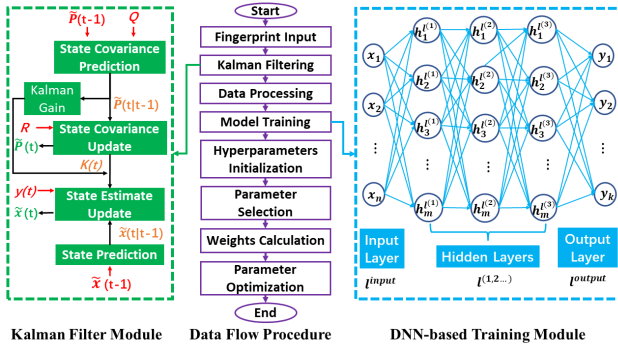 P̃(t-1)
Q
State Covariance
Prediction
Kalman
Gain
P̃(t|t-1)
R
State Covariance
Update
P̃(t)
K(t)
y(t)
State Estimate
Update
x̃(t)
x̃(t|t-1)
State Prediction
x̃ (t-1)
Kalman Filter Module
Start
Fingerprint Input
Kalman Filtering
Data Processing
Model Training
Hyperparameters
Initialization
Parameter
Selection
Weights Calculation
Parameter
Optimization
End
Data Flow Procedure
x₁ h₁^l⁽¹⁾ h₁^l⁽²⁾ h₁^l⁽³⁾ y₁
x₂ h₂^l⁽¹⁾ h₂^l⁽²⁾ h₂^l⁽³⁾ y₂
h₃^l⁽¹⁾ h₃^l⁽²⁾ h₃^l⁽³⁾
⋮ ⋮ ⋮ ⋮ ⋮
xₙ hₘ^l⁽¹⁾ hₘ^l⁽²⁾ hₘ^l⁽³⁾ yₖ
Input
Layer
Hidden Layers
Output
Layer
l^input
l^(1,2...)
l^output
DNN-based Training Module